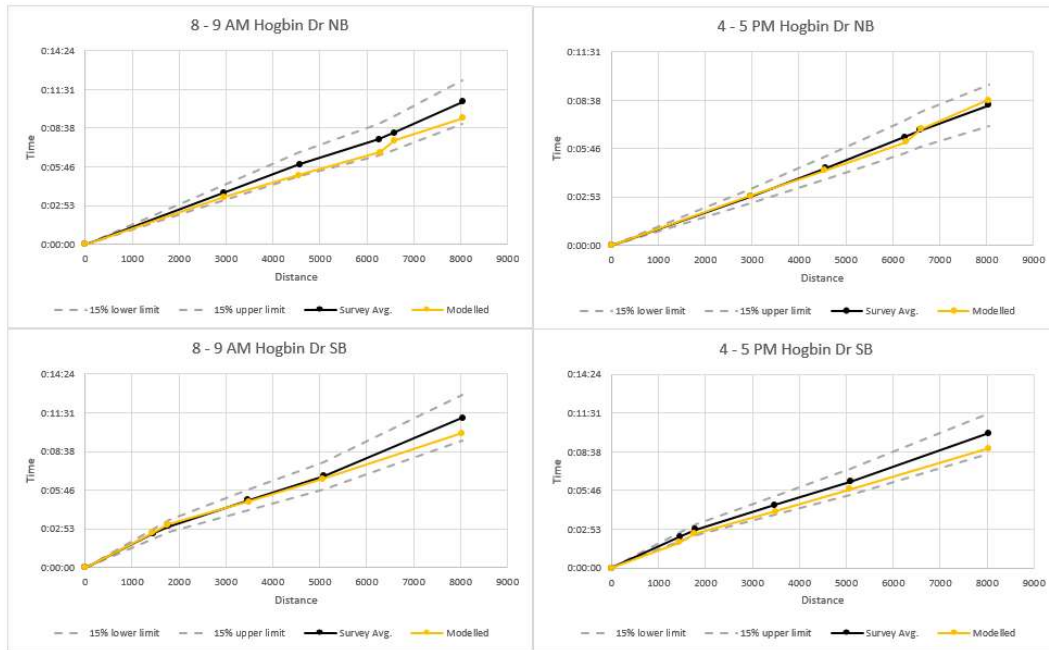 8 - 9 AM Hogbin Dr NB
0:14:24
0:11:31
0:08:38
0:05:46
0:02:53
0:00:00
Time
0 1000 2000 3000 4000 5000 6000 7000 8000 9000
Distance
15% lower limit 15% upper limit Survey Avg. Modelled
4 - 5 PM Hogbin Dr NB
0:11:31
0:08:38
0:05:46
0:02:53
0:00:00
Time
0 1000 2000 3000 4000 5000 6000 7000 8000 9000
Distance
15% lower limit 15% upper limit Survey Avg. Modelled
8 - 9 AM Hogbin Dr SB
0:14:24
0:11:31
0:08:38
0:05:46
0:02:53
0:00:00
Time
0 1000 2000 3000 4000 5000 6000 7000 8000 9000
Distance
15% lower limit 15% upper limit Survey Avg. Modelled
4 - 5 PM Hogbin Dr SB
0:14:24
0:11:31
0:08:38
0:05:46
0:02:53
0:00:00
Time
0 1000 2000 3000 4000 5000 6000 7000 8000 9000
Distance
15% lower limit 15% upper limit Survey Avg. Modelled